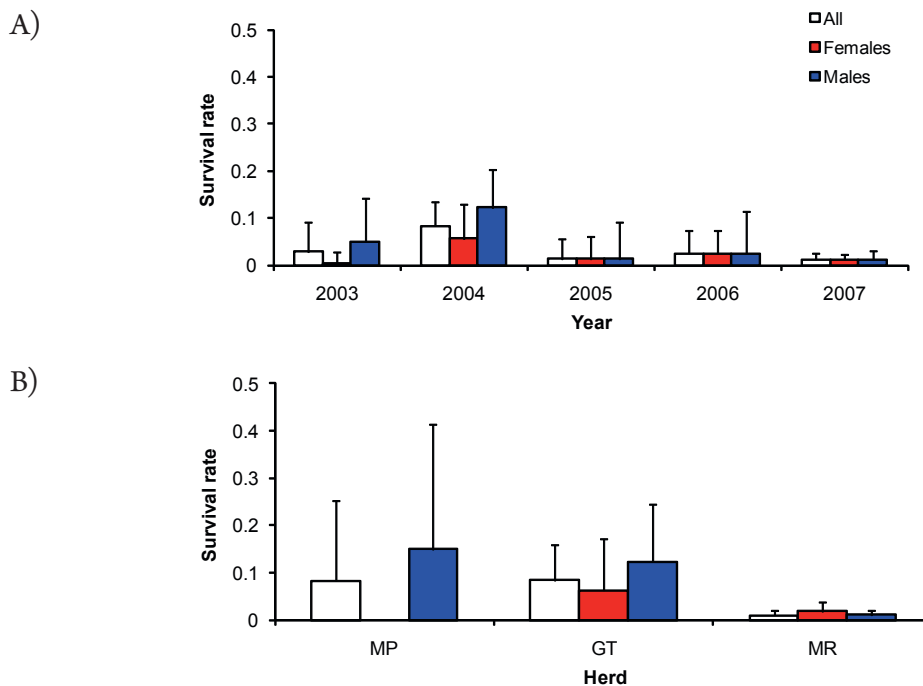 A)
All
Females
Males
0.5
0.4
0.3
0.2
0.1
0
Survival rate
2003 2004 2005 2006 2007
Year
B)
0.5
0.4
0.3
0.2
0.1
0
Survival rate
MP GT MR
Herd